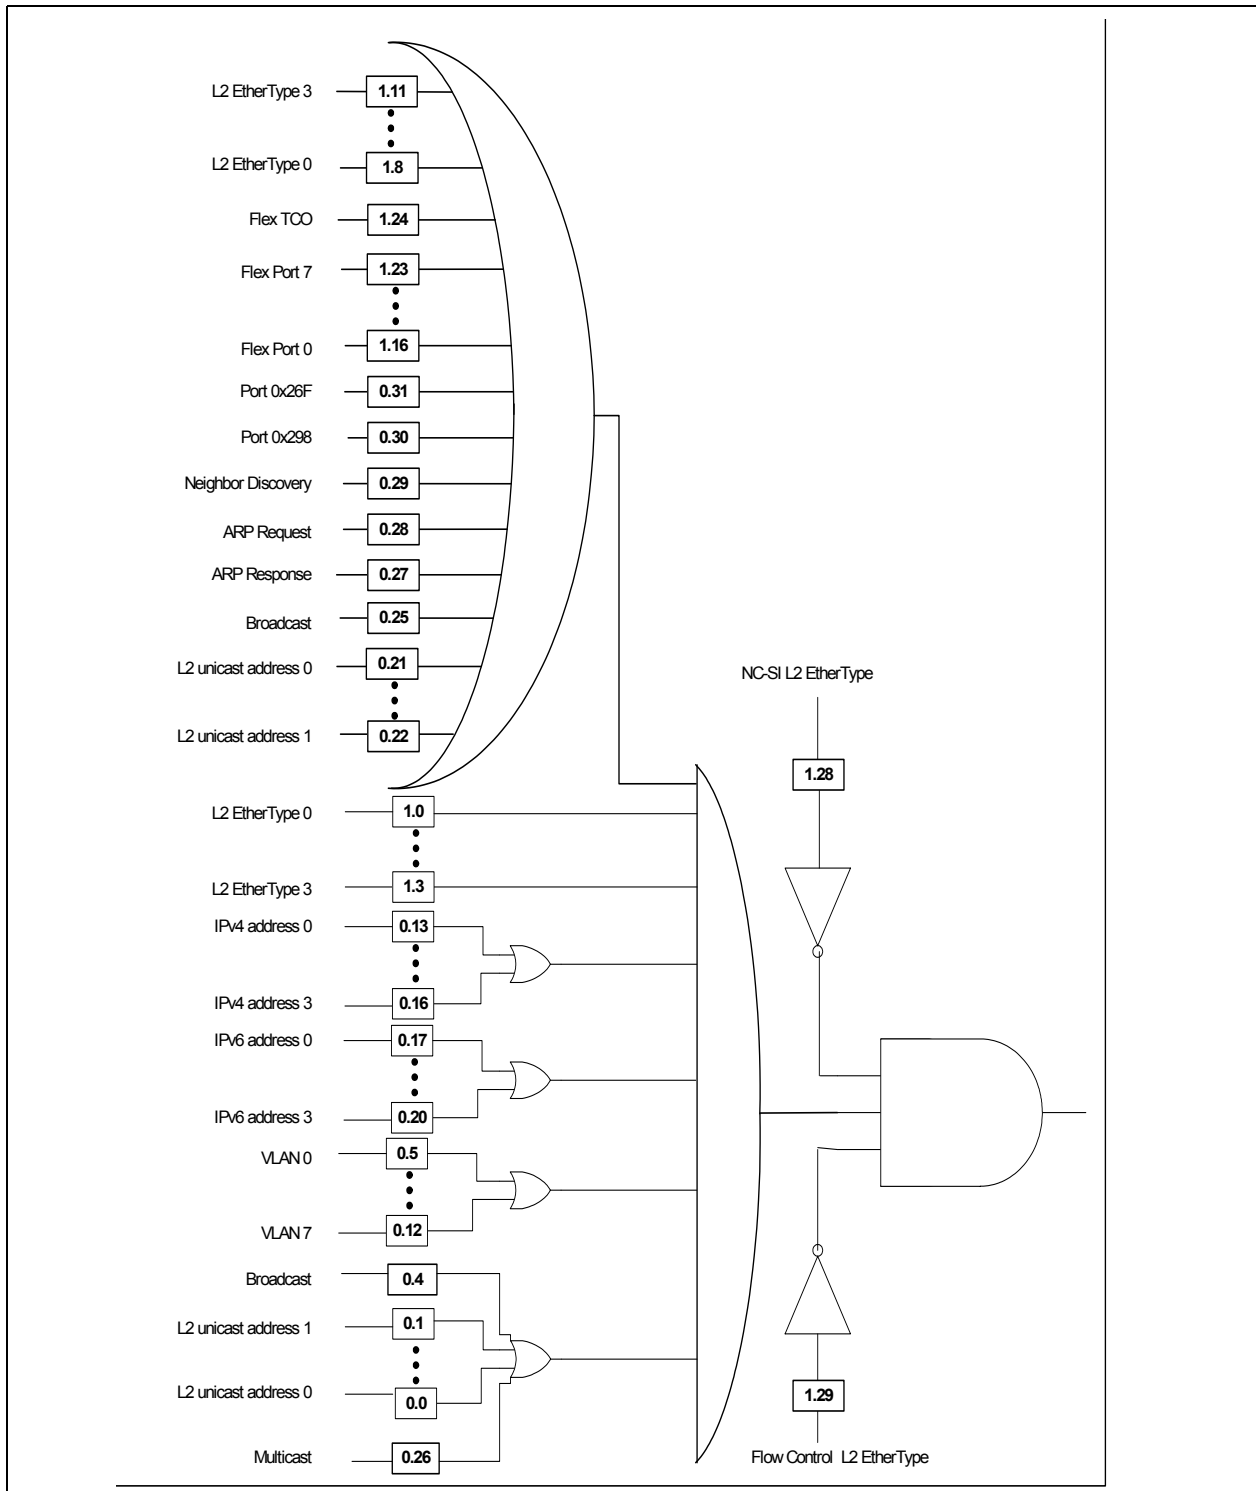 L2 EtherType 3
1.11
L2 EtherType 0
1.8
Flex TCO
1.24
Flex Port 7
1.23
Flex Port 0
1.16
Port 0x26F
0.31
Port 0x298
0.30
Neighbor Discovery
0.29
ARP Request
0.28
ARP Response
0.27
Broadcast
0.25
L2 unicast address 0
0.21
L2 unicast address 1
0.22
NC-SI L2 EtherType
1.28
L2 EtherType 0
1.0
L2 EtherType 3
1.3
IPv4 address 0
0.13
IPv4 address 3
0.16
IPv6 address 0
0.17
IPv6 address 3
0.20
VLAN 0
0.5
VLAN 7
0.12
Broadcast
0.4
L2 unicast address 1
0.1
L2 unicast address 0
0.0
Multicast
0.26
1.29
Flow Control L2 EtherType